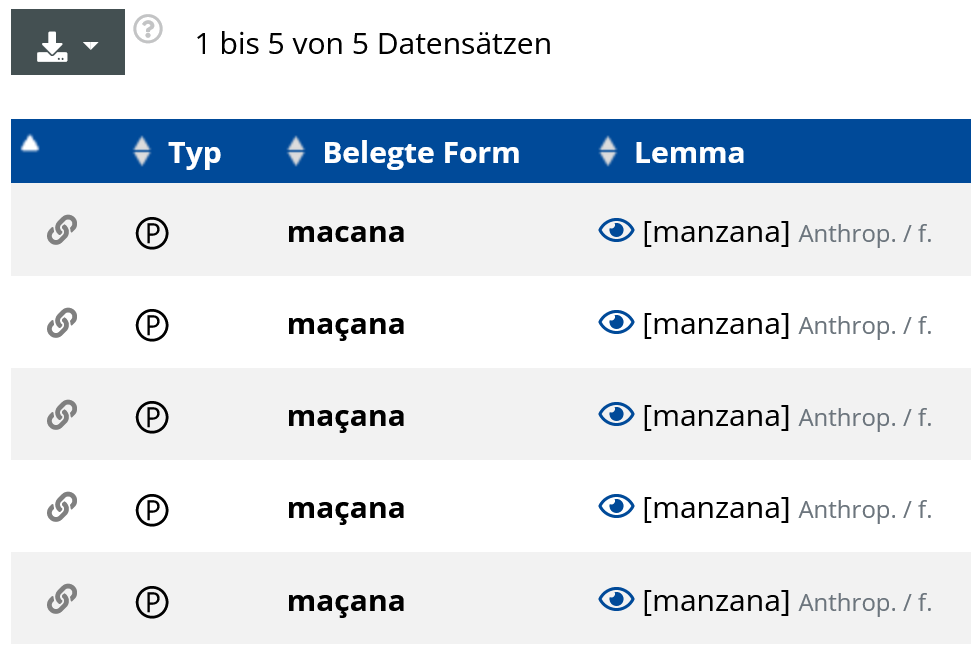 1 bis 5 von 5 Datensätzen
Typ Belegte Form Lemma
Ⓟ macana [manzana] Anthrop. / f.
Ⓟ maçana [manzana] Anthrop. / f.
Ⓟ maçana [manzana] Anthrop. / f.
Ⓟ maçana [manzana] Anthrop. / f.
Ⓟ maçana [manzana] Anthrop. / f.